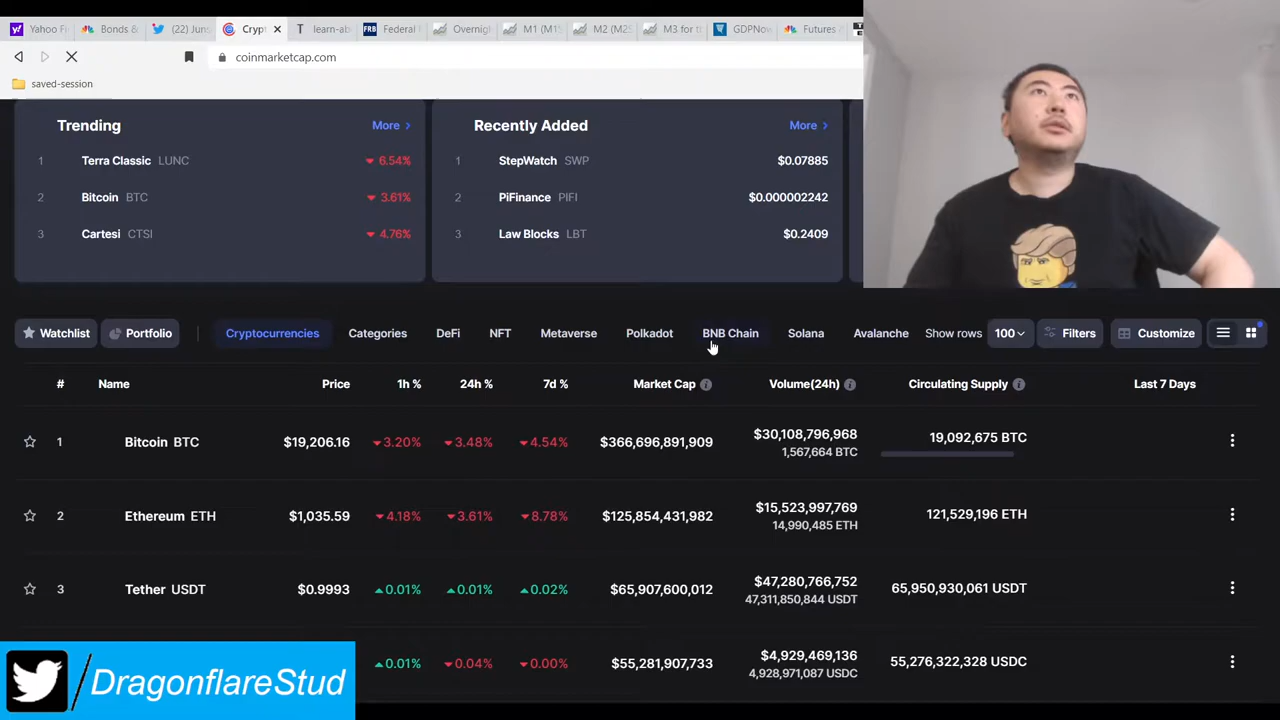 Yahoo Fi
Bonds &
(22) Juns
Crypt
learn-ab
Federal
Overnigh
M1 (M1
M2 (M2S
M3 for t
GDPNow
Futures
coinmarketcap.com
saved-session
Trending
More >
1 Terra Classic LUNC 6.54%
2 Bitcoin BTC 3.61%
3 Cartesi CTSI 4.76%
Recently Added
More >
1 StepWatch SWP $0.07885
2 PiFinance PIFI $0.000002242
3 Law Blocks LBT $0.2409
Watchlist Portfolio Cryptocurrencies Categories DeFi NFT Metaverse Polkadot BNB Chain Solana Avalanche Show rows 100 Filters Customize
# Name Price 1h % 24h % 7d % Market Cap Volume(24h) Circulating Supply Last 7 Days
1 Bitcoin BTC $19,206.16 3.20% 3.48% 4.54% $366,696,891,909 $30,108,796,968 19,092,675 BTC
1,567,664 BTC
2 Ethereum ETH $1,035.59 4.18% 3.61% 8.78% $125,854,431,982 $15,523,997,769 121,529,196 ETH
14,990,485 ETH
3 Tether USDT $0.9993 0.01% 0.01% 0.02% $65,907,600,012 $47,280,766,752 65,950,930,061 USDT
47,311,850,844 USDT
0.01% 0.04% 0.00% $55,281,907,733 $4,929,469,136 55,276,322,328 USDC
4,928,971,087 USDC
DragonflareStud